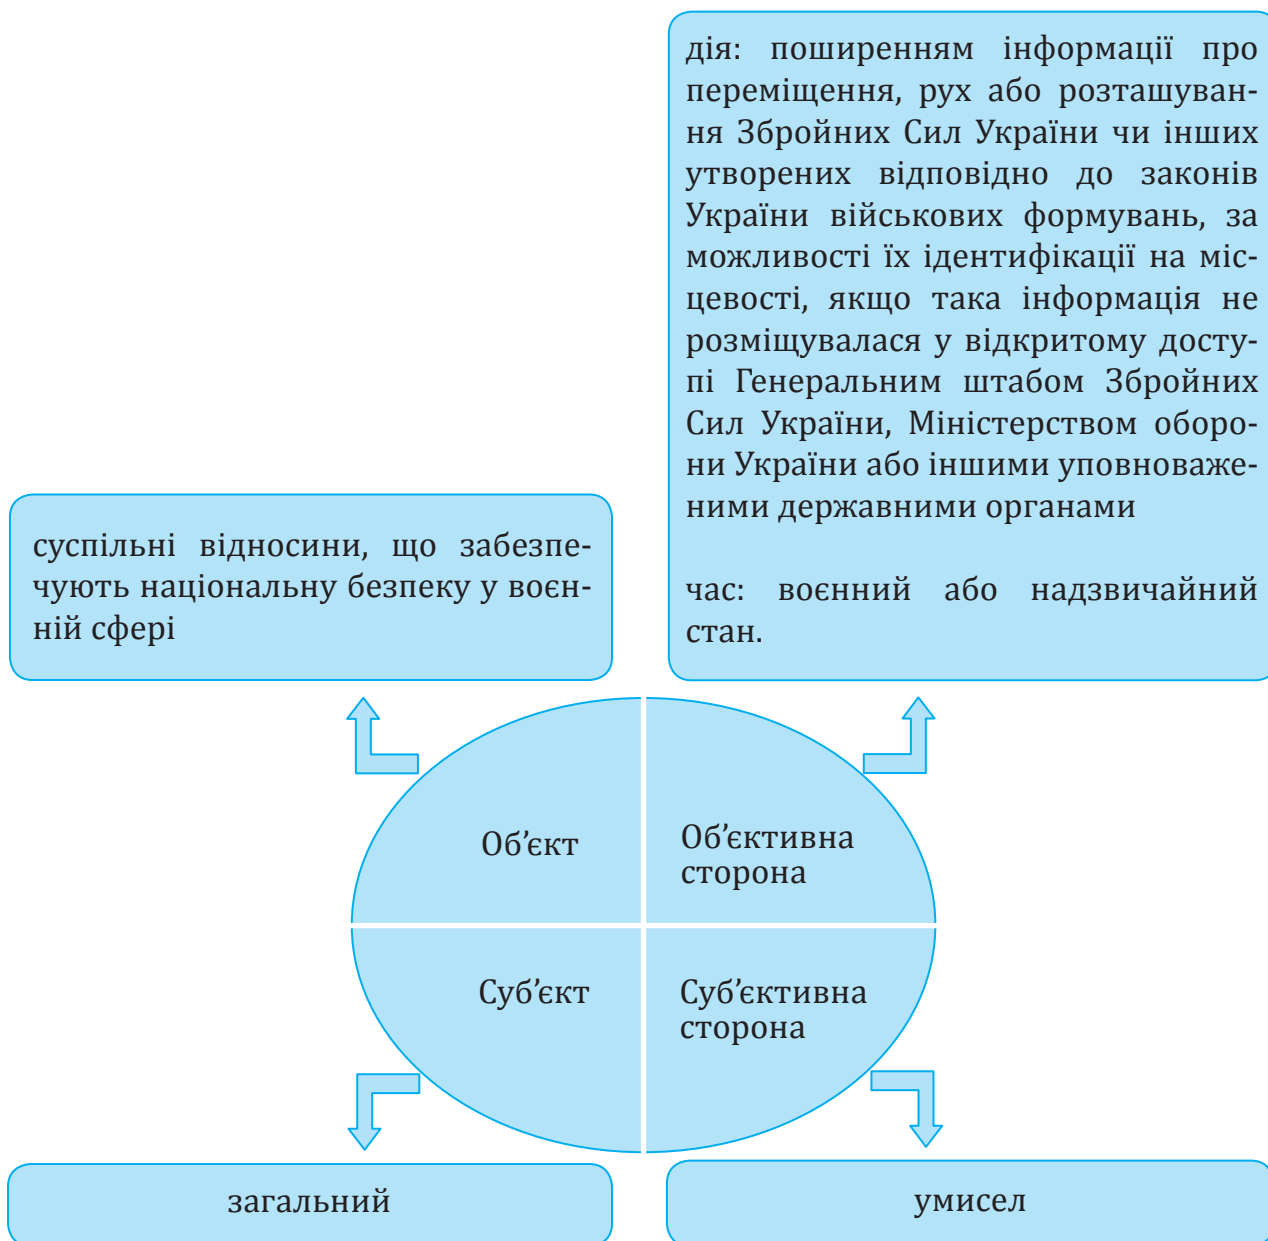 дія: поширенням інформації про
переміщення, рух або розташуван-
ня Збройних Сил України чи інших
утворених відповідно до законів
України військових формувань, за
можливості їх ідентифікації на міс-
цевості, якщо така інформація не
розміщувалася у відкритому досту-
пі Генеральним штабом Збройних
Сил України, Міністерством оборо-
ни України або іншими уповноваже-
ними державними органами
час: воєнний або надзвичайний
стан.
суспільні відносини, що забезпе-
чують національну безпеку у воєн-
ній сфері
Об’єкт
Об’єктивна
сторона
Суб’єкт
Суб’єктивна
сторона
загальний
умисел